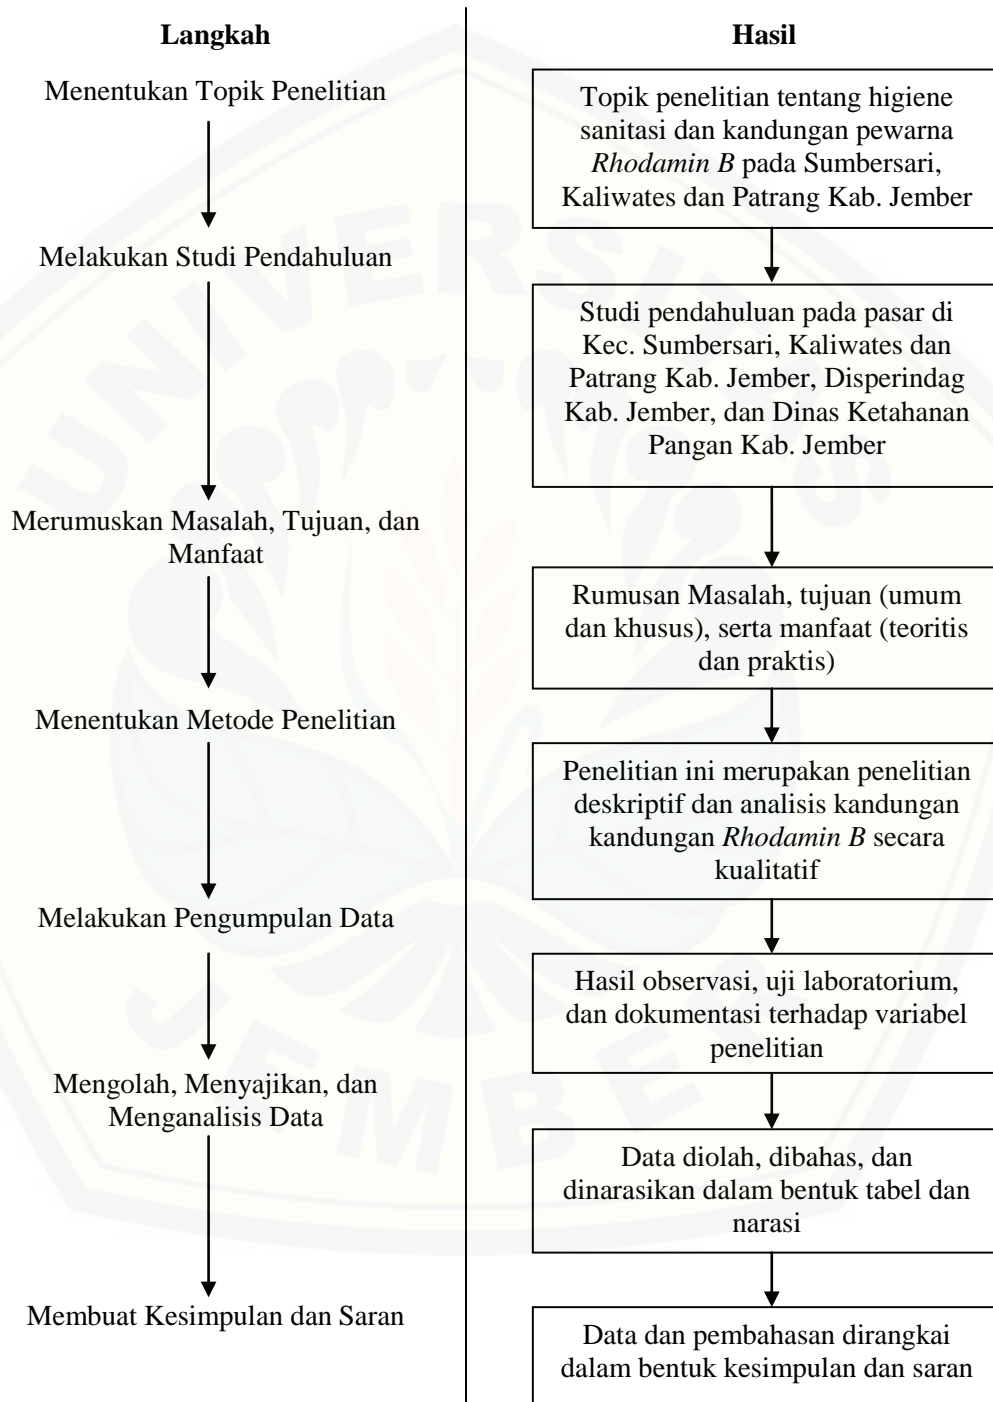 Langkah
Menentukan Topik Penelitian
Melakukan Studi Pendahuluan
Merumuskan Masalah, Tujuan, dan
Manfaat
Menentukan Metode Penelitian
Melakukan Pengumpulan Data
Mengolah, Menyajikan, dan
Menganalisis Data
Membuat Kesimpulan dan Saran
Hasil
Topik penelitian tentang higiene
sanitasi dan kandungan pewarna
Rhodamin B pada Sumbersari,
Kaliwates dan Patrang Kab. Jember
Studi pendahuluan pada pasar di
Kec. Sumbersari, Kaliwates dan
Patrang Kab. Jember, Disperindag
Kab. Jember, dan Dinas Ketahanan
Pangan Kab. Jember
Rumusan Masalah, tujuan (umum
dan khusus), serta manfaat (teoritis
dan praktis)
Penelitian ini merupakan penelitian
deskriptif dan analisis kandungan
kandungan Rhodamin B secara
kualitatif
Hasil observasi, uji laboratorium,
dan dokumentasi terhadap variabel
penelitian
Data diolah, dibahas, dan
dinarasikan dalam bentuk tabel dan
narasi
Data dan pembahasan dirangkai
dalam bentuk kesimpulan dan saran
UNIVERSITAS
JEMBER